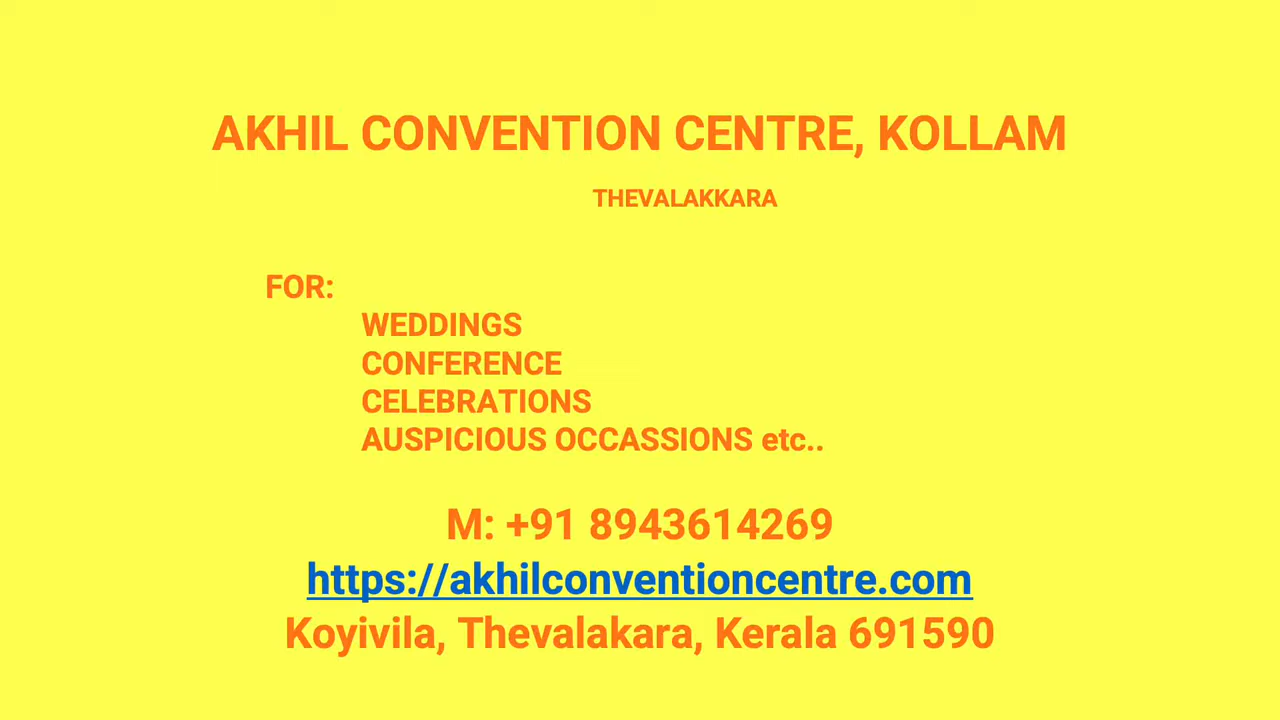 AKHIL CONVENTION CENTRE, KOLLAM
THEVALAKKARA
FOR:
WEDDINGS
CONFERENCE
CELEBRATIONS
AUSPICIOUS OCCASSIONS etc..
M: +91 8943614269
https://akhilconventioncentre.com
Koyivila, Thevalakara, Kerala 691590